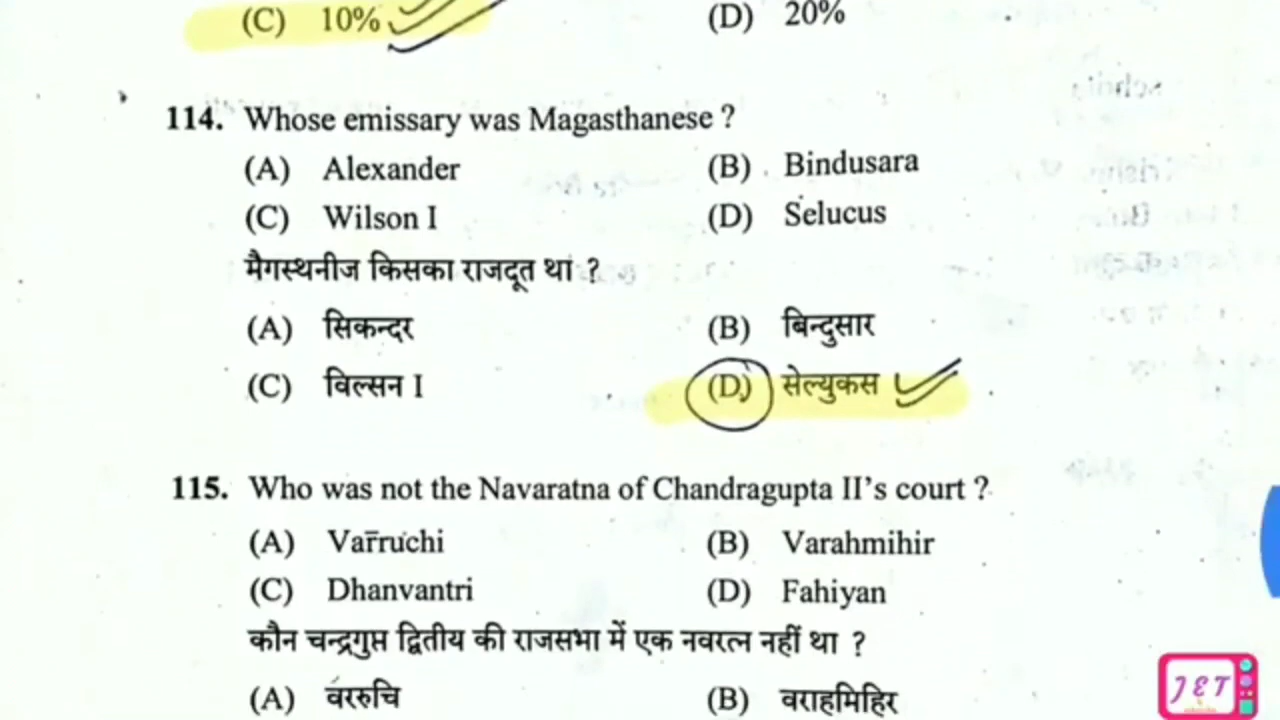 (C) 10% (D) 20%
114. Whose emissary was Magasthanese ?
(A) Alexander (B) Bindusara
(C) Wilson I (D) Selucus
मैगस्थनीज किसका राजदूत था ?
(A) सिकन्दर (B) बिन्दुसार
(C) विल्सन I (D) सेल्युकस
115. Who was not the Navaratna of Chandragupta II's court ?
(A) Varruchi (B) Varahmihir
(C) Dhanvantri (D) Fahiyan
कौन चन्द्रगुप्त द्वितीय की राजसभा में एक नवरत्न नहीं था ?
(A) वररुचि (B) वराहमिहिर
JET